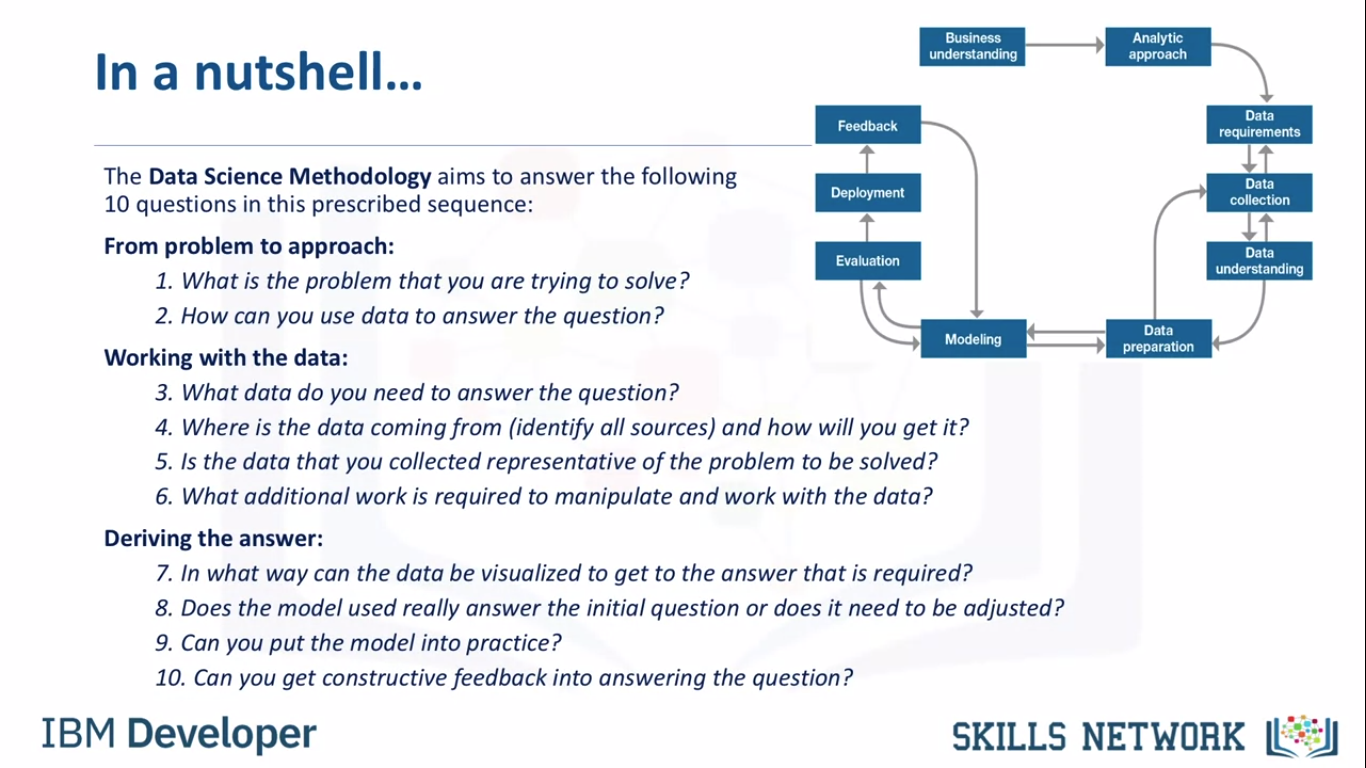 In a nutshell...
The Data Science Methodology aims to answer the following
10 questions in this prescribed sequence:
From problem to approach:
1. What is the problem that you are trying to solve?
2. How can you use data to answer the question?
Working with the data:
3. What data do you need to answer the question?
4. Where is the data coming from (identify all sources) and how will you get it?
5. Is the data that you collected representative of the problem to be solved?
6. What additional work is required to manipulate and work with the data?
Deriving the answer:
7. In what way can the data be visualized to get to the answer that is required?
8. Does the model used really answer the initial question or does it need to be adjusted?
9. Can you put the model into practice?
10. Can you get constructive feedback into answering the question?
Business
understanding
Analytic
approach
Data
requirements
Data
collection
Data
understanding
Data
preparation
Modeling
Evaluation
Deployment
Feedback
IBM Developer
SKILLS NETWORK